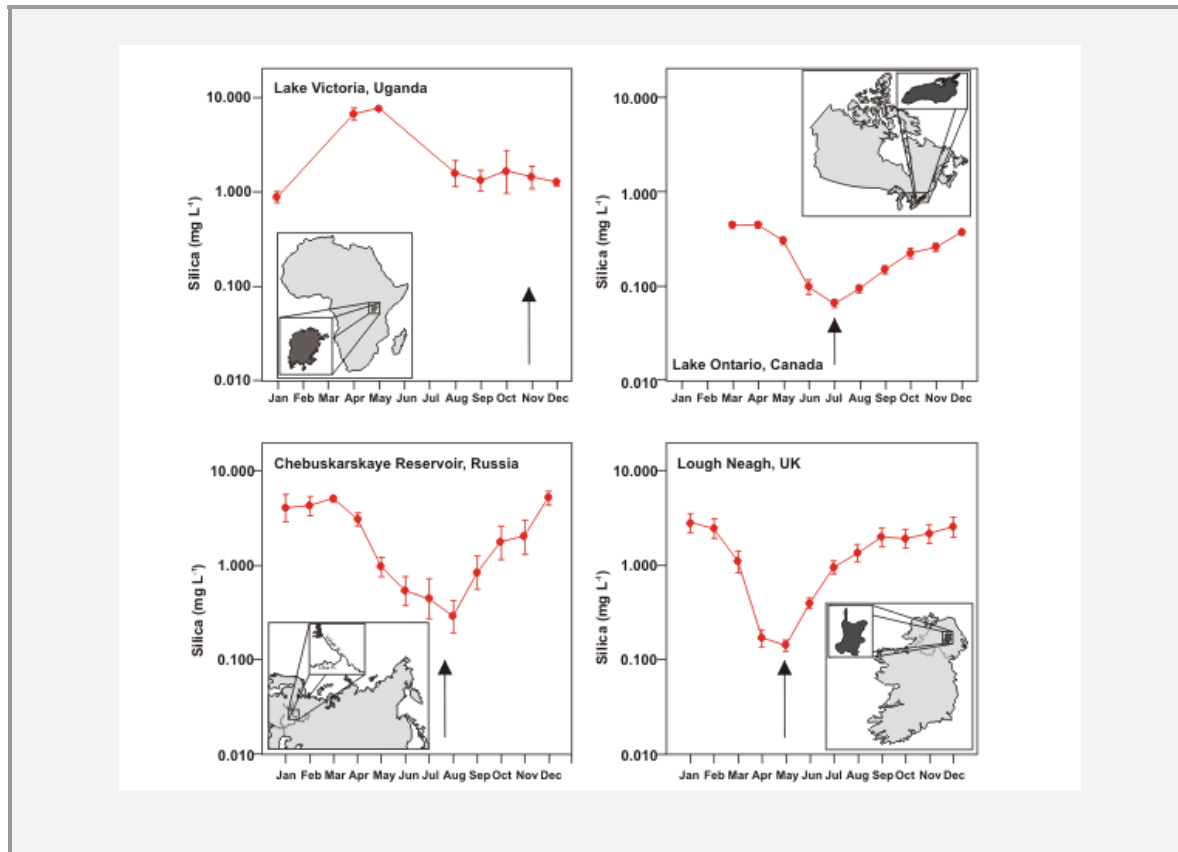 Lake Victoria, Uganda
Silica (mg L⁻¹)
10.000
1.000
0.100
0.010
Jan Feb Mar Apr May Jun Jul Aug Sep Oct Nov Dec
Lake Ontario, Canada
Silica (mg L⁻¹)
10.000
1.000
0.100
0.010
Jan Feb Mar Apr May Jun Jul Aug Sep Oct Nov Dec
Chebuskarskaye Reservoir, Russia
Silica (mg L⁻¹)
10.000
1.000
0.100
0.010
Jan Feb Mar Apr May Jun Jul Aug Sep Oct Nov Dec
Lough Neagh, UK
Silica (mg L⁻¹)
10.000
1.000
0.100
0.010
Jan Feb Mar Apr May Jun Jul Aug Sep Oct Nov Dec